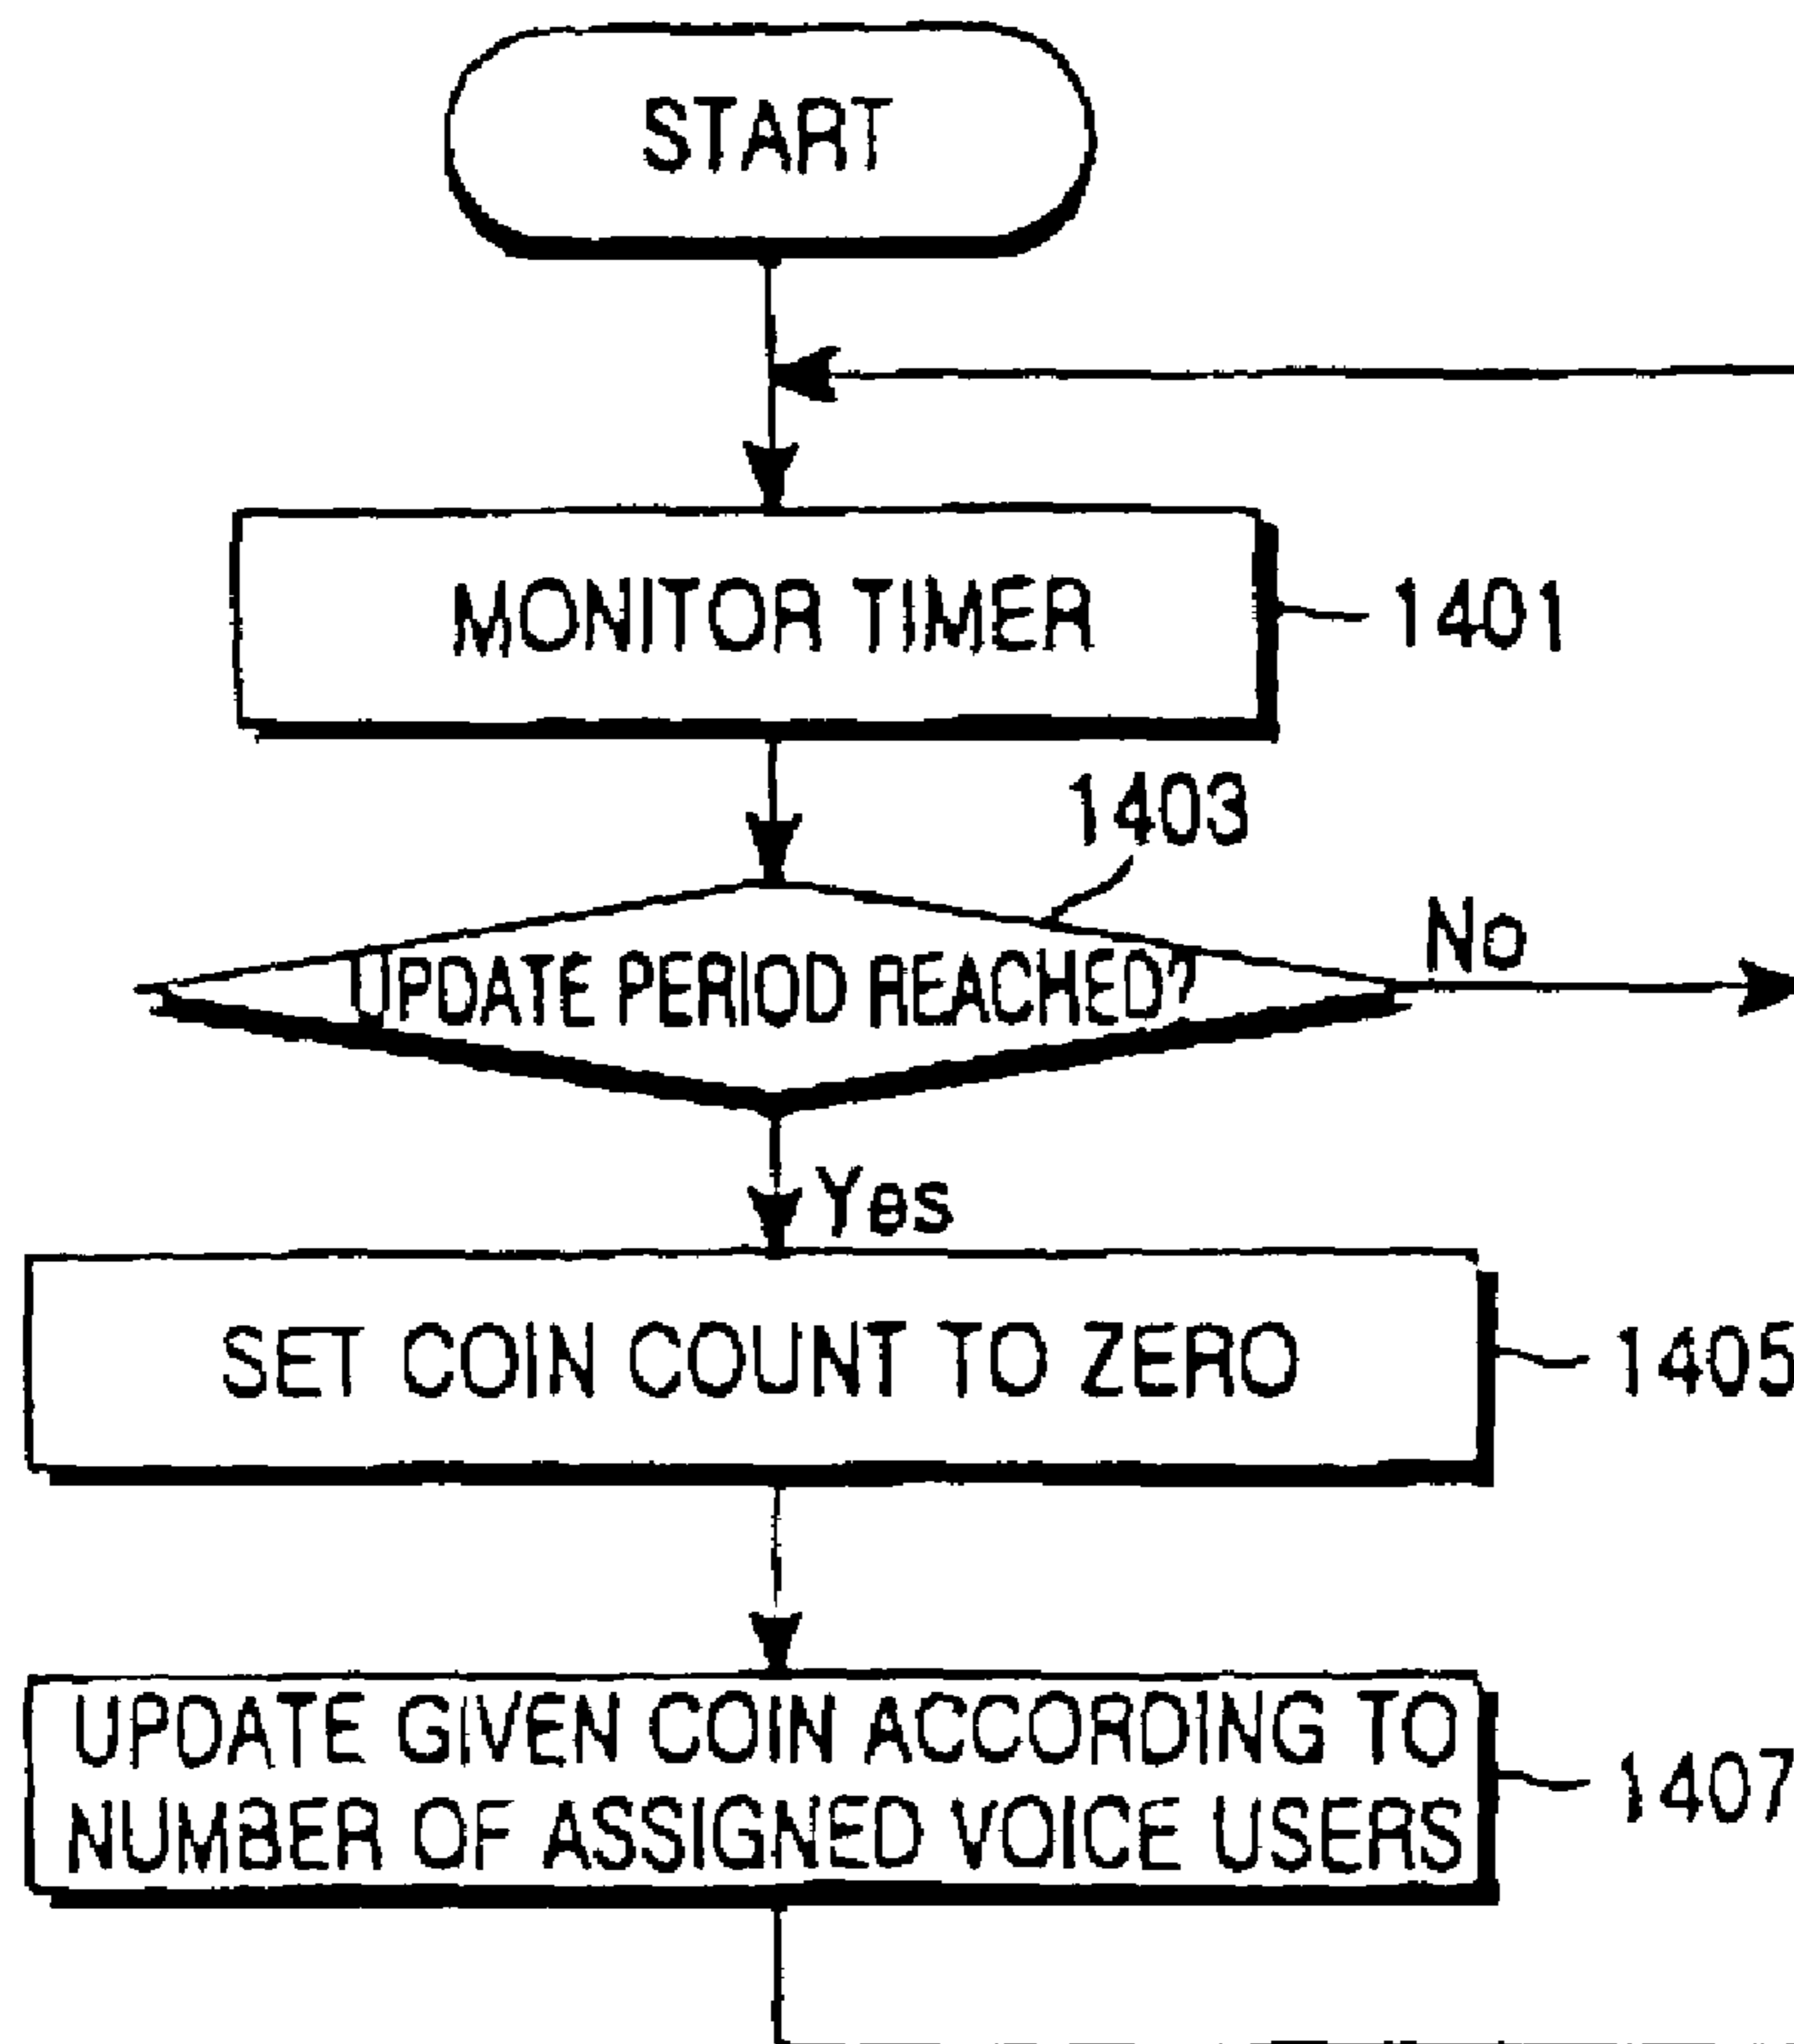 START
MONITOR TIMER
1401
1403
UPDATE PERIOD REACHED?
No
Yes
SET COIN COUNT TO ZERO
1405
UPDATE GIVEN COIN ACCORDING TO
NUMBER OF ASSIGNED VOICE USERS
1407